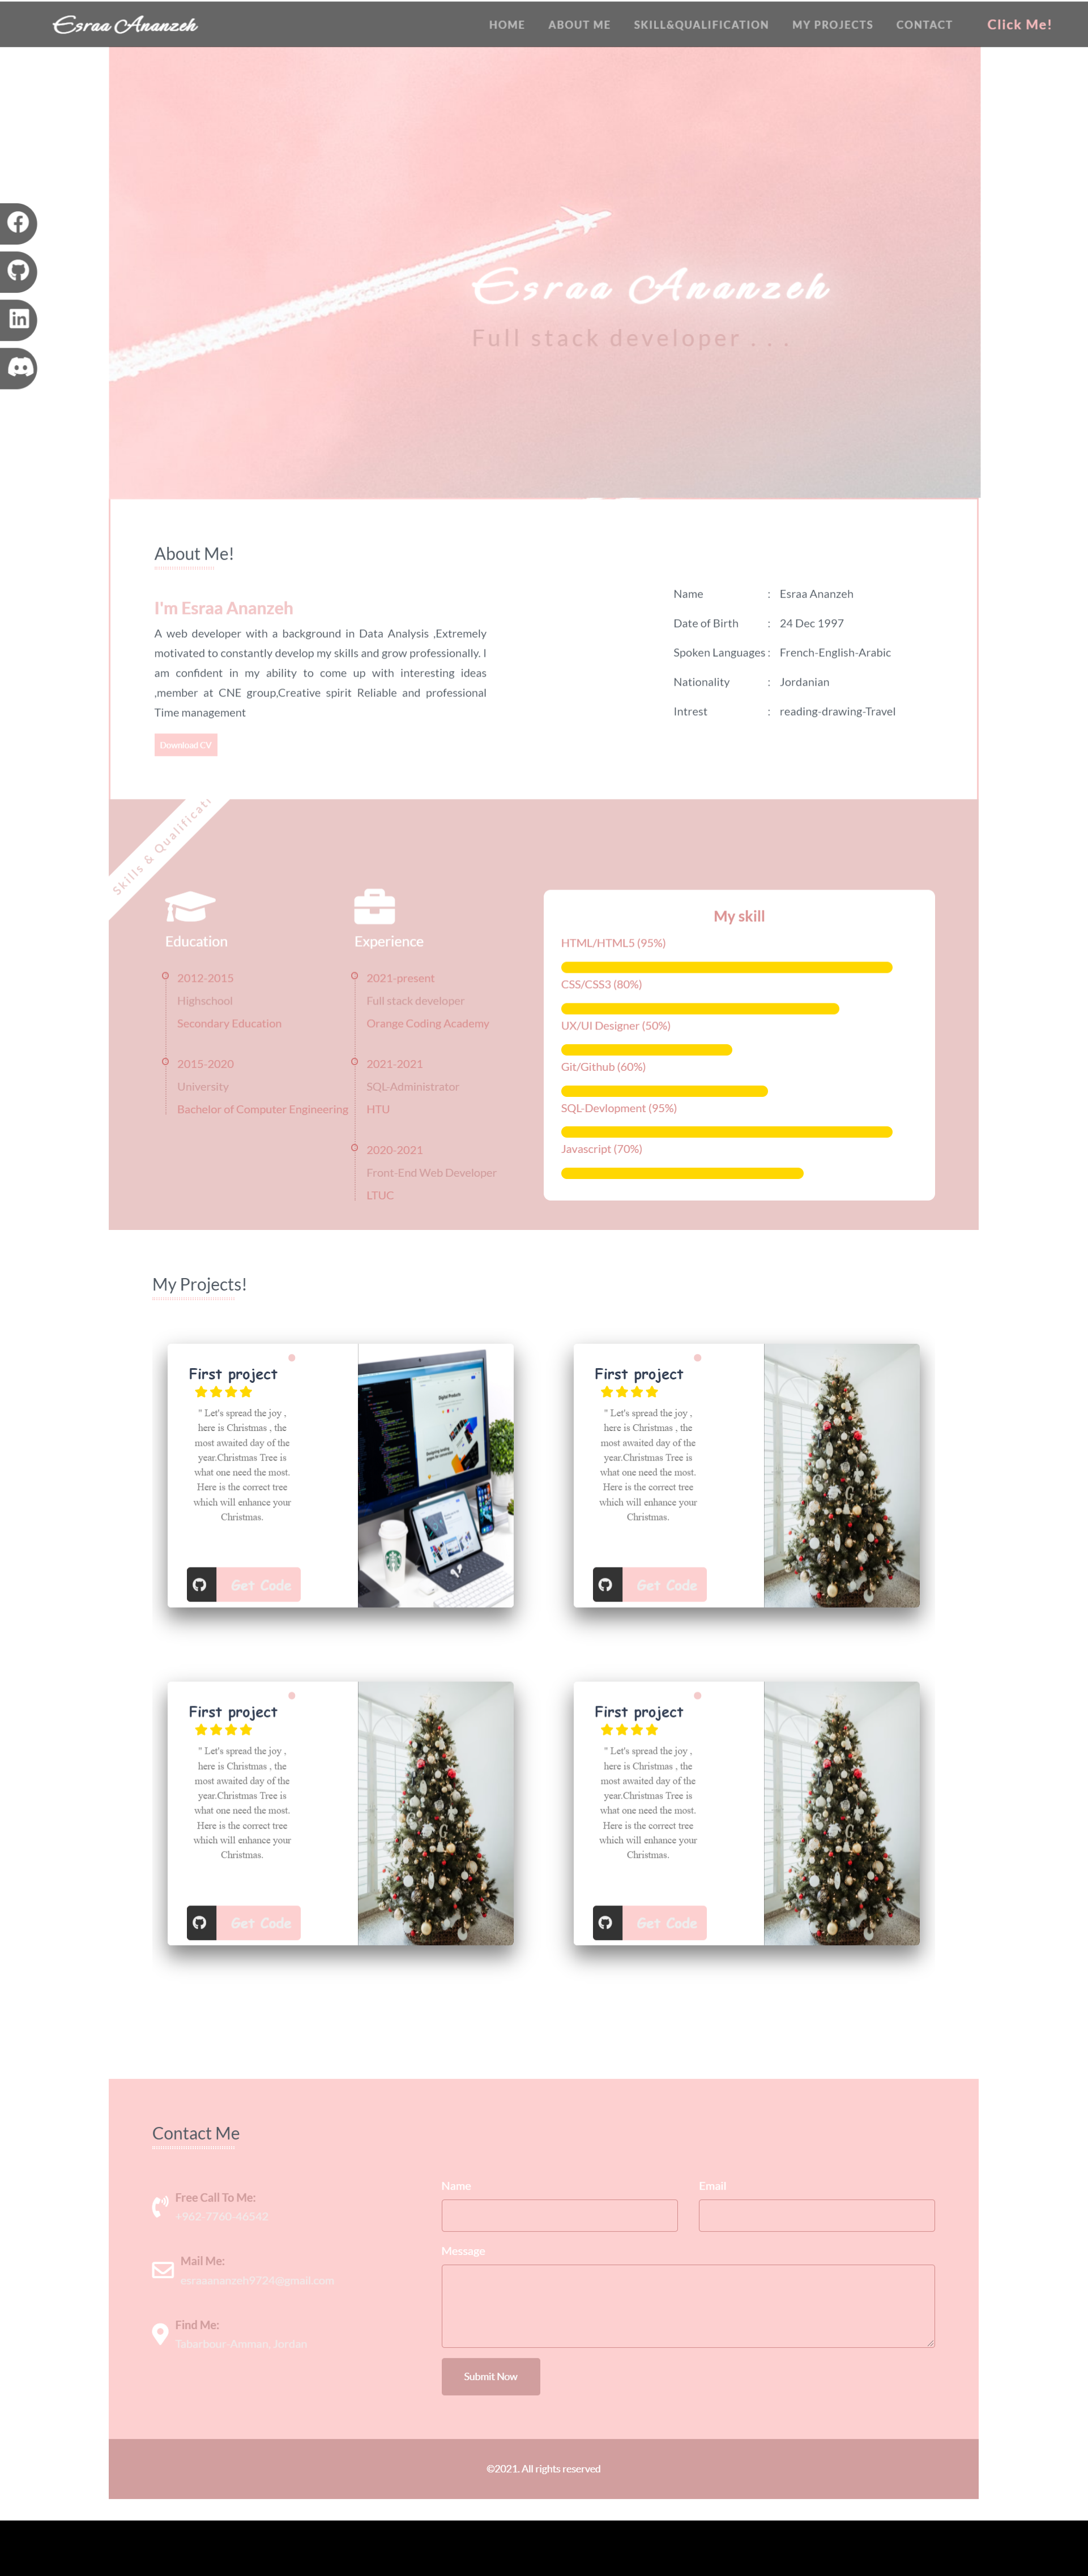 Esraa Ananzeh
HOME ABOUT ME SKILL&QUALIFICATION MY PROJECTS CONTACT Click Me!
Esraa Ananzeh
Full stack developer . . .
About Me!
I'm Esraa Ananzeh
A web developer with a background in Data Analysis ,Extremely
motivated to constantly develop my skills and grow professionally. I
am confident in my ability to come up with interesting ideas
,member at CNE group,Creative spirit Reliable and professional
Time management
Download CV
Name : Esraa Ananzeh
Date of Birth : 24 Dec 1997
Spoken Languages : French-English-Arabic
Nationality : Jordanian
Intrest : reading-drawing-Travel
Skills & Qualificati
Education
2012-2015
Highschool
Secondary Education
2015-2020
University
Bachelor of Computer Engineering
Experience
2021-present
Full stack developer
Orange Coding Academy
2021-2021
SQL-Administrator
HTU
2020-2021
Front-End Web Developer
LTUC
My skill
HTML/HTML5 (95%)
CSS/CSS3 (80%)
UX/UI Designer (50%)
Git/Github (60%)
SQL-Devlopment (95%)
Javascript (70%)
My Projects!
First project
" Let's spread the joy ,
here is Christmas , the
most awaited day of the
year.Christmas Tree is
what one need the most.
Here is the correct tree
which will enhance your
Christmas.
Get Code
First project
" Let's spread the joy ,
here is Christmas , the
most awaited day of the
year.Christmas Tree is
what one need the most.
Here is the correct tree
which will enhance your
Christmas.
Get Code
First project
" Let's spread the joy ,
here is Christmas , the
most awaited day of the
year.Christmas Tree is
what one need the most.
Here is the correct tree
which will enhance your
Christmas.
Get Code
First project
" Let's spread the joy ,
here is Christmas , the
most awaited day of the
year.Christmas Tree is
what one need the most.
Here is the correct tree
which will enhance your
Christmas.
Get Code
Contact Me
Free Call To Me:
+962-7760-46542
Mail Me:
esraaananzeh9724@gmail.com
Find Me:
Tabarbour-Amman, Jordan
Name
Email
Message
Submit Now
©2021. All rights reserved